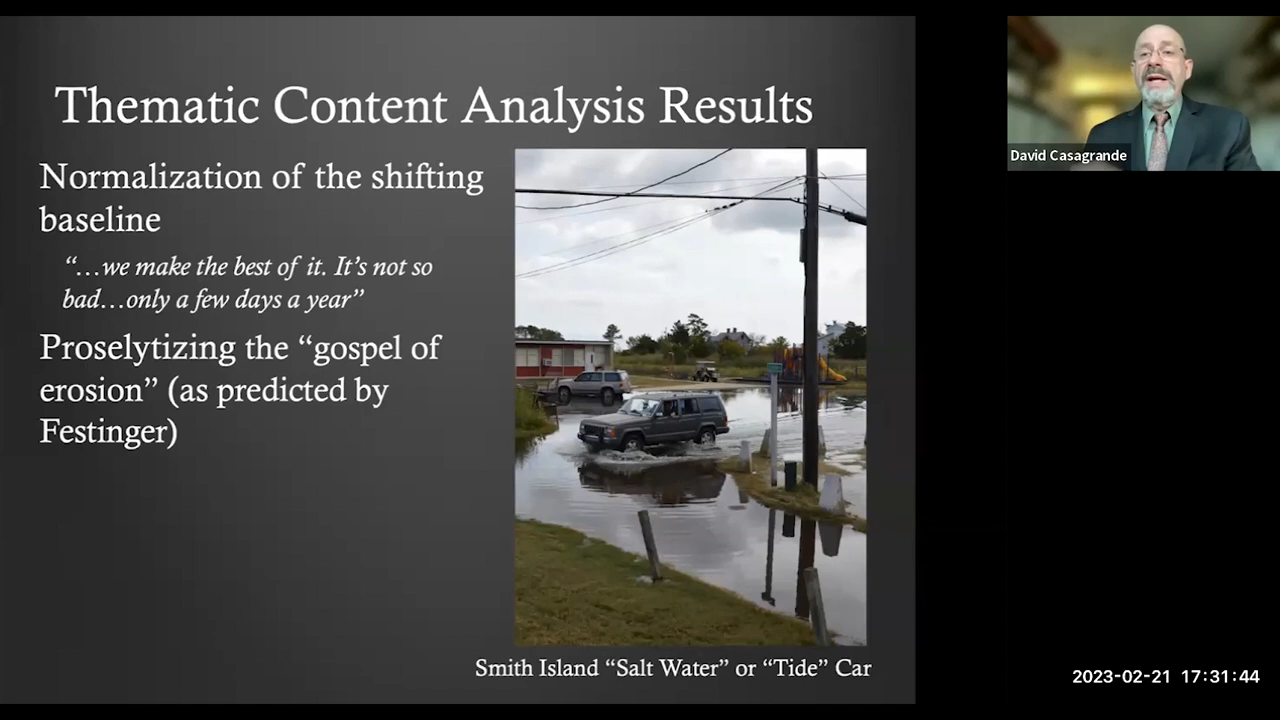 Thematic Content Analysis Results
Normalization of the shifting
baseline
“…we make the best of it. It’s not so
bad…only a few days a year”
Proselytizing the “gospel of
erosion” (as predicted by
Festinger)
Smith Island “Salt Water” or “Tide” Car
David Casagrande
2023-02-21 17:31:44